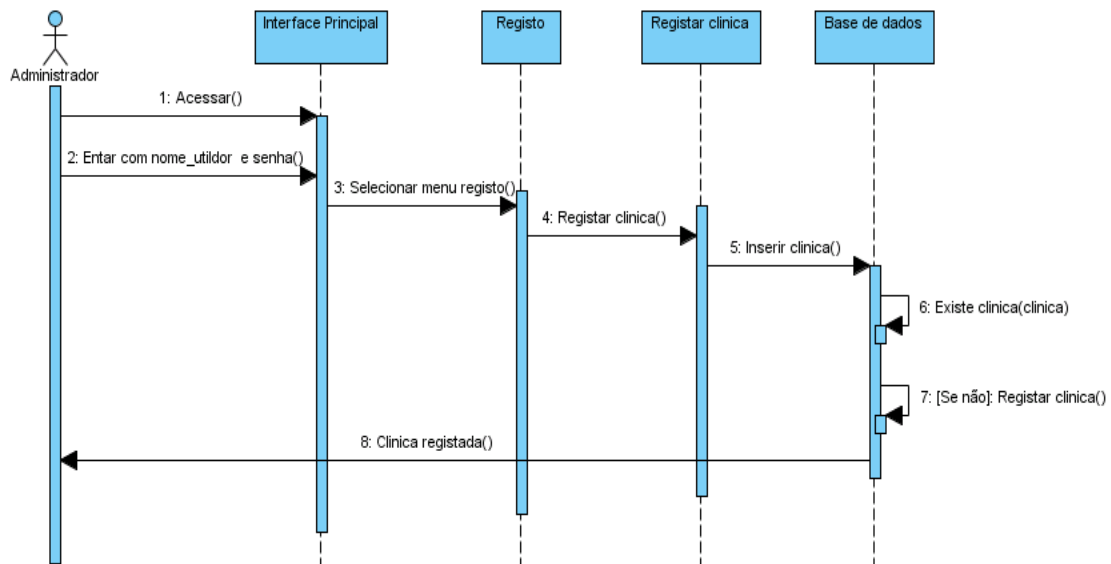 Interface Principal
Registo
Registar clinica
Base de dados
Administrador
1: Acessar()
2: Entar com nome_utildor e senha()
3: Selecionar menu registo()
4: Registar clinica()
5: Inserir clinica()
6: Existe clinica(clinica)
7: [Se não]: Registar clinica()
8: Clinica registada()